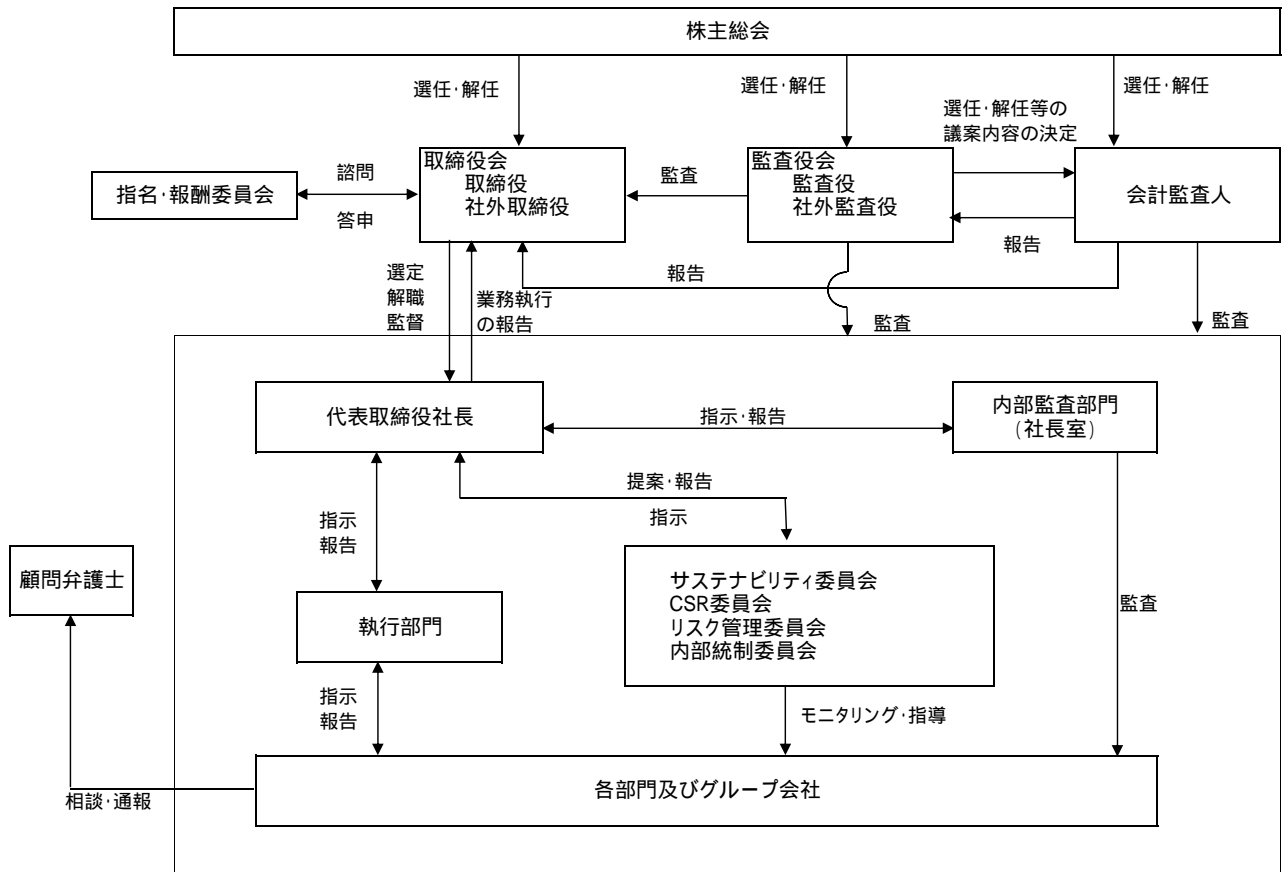 株主総会
選任・解任
選任・解任
選任・解任等の
議案内容の決定
選任・解任
指名・報酬委員会
諮問
答申
取締役会
取締役
社外取締役
監査
監査役会
監査役
社外監査役
会計監査人
報告
報告
選定
解職
監督
業務執行
の報告
監査
監査
代表取締役社長
指示・報告
内部監査部門
(社長室)
提案・報告
指示
指示
報告
顧問弁護士
執行部門
サステナビリティ委員会
CSR委員会
リスク管理委員会
内部統制委員会
監査
指示
報告
モニタリング・指導
各部門及びグループ会社
相談・通報